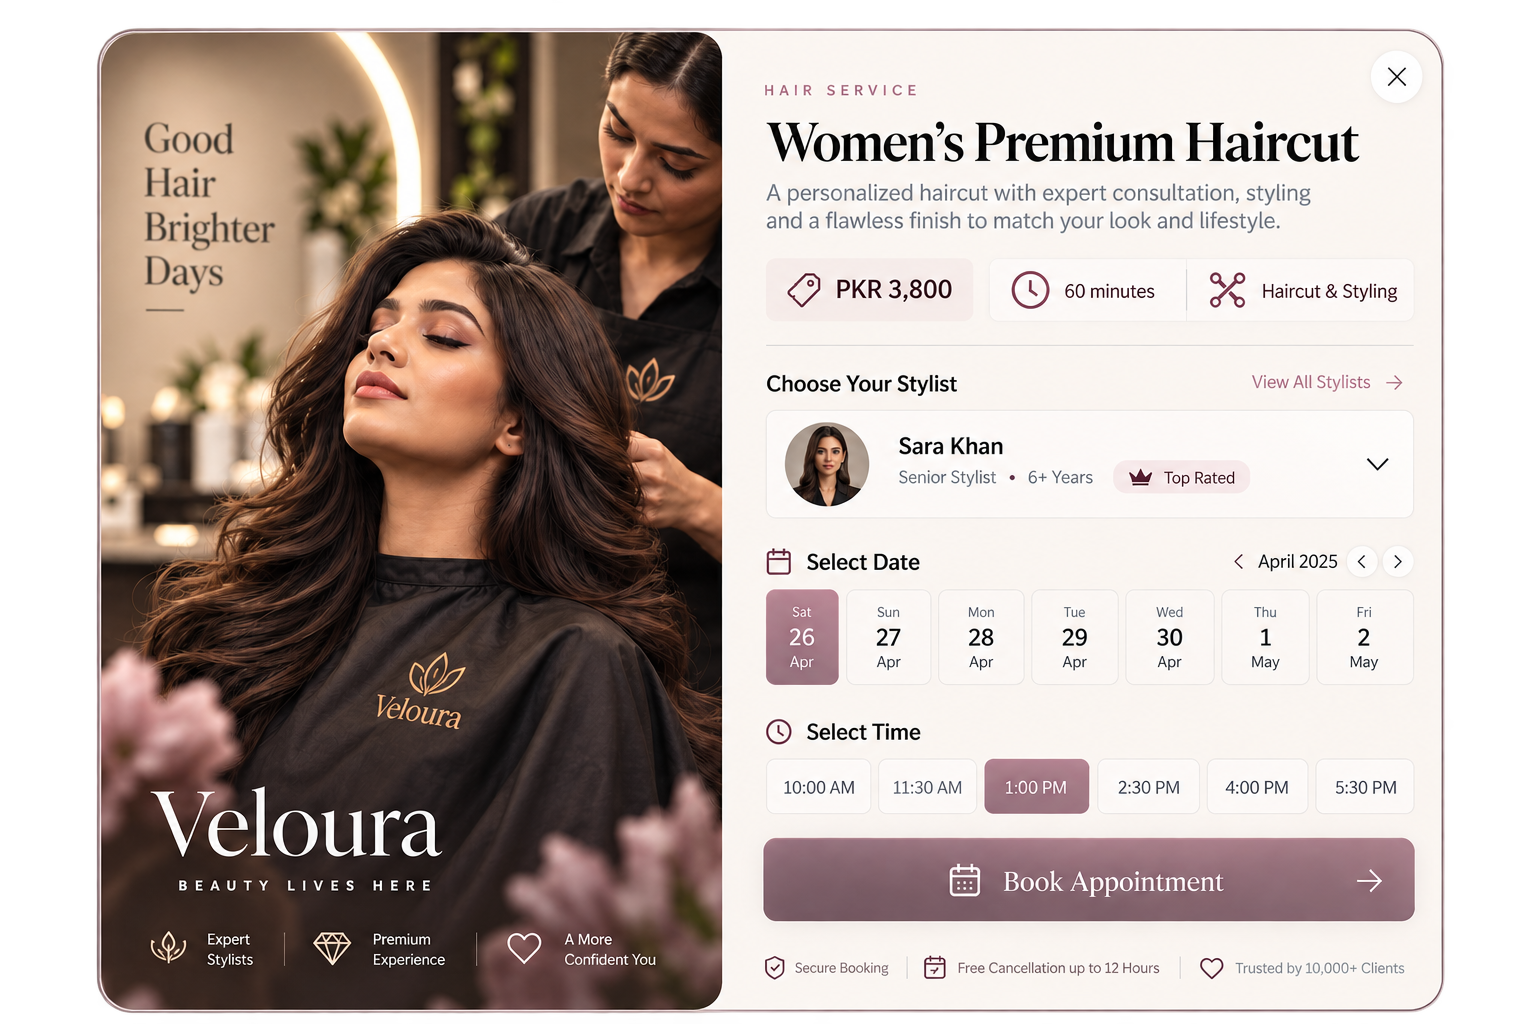 Good
Hair
Brighter
Days
Veloura
Veloura
BEAUTY LIVES HERE
Expert
Stylists
Premium
Experience
A More
Confident You
HAIR SERVICE
Women’s Premium Haircut
A personalized haircut with expert consultation, styling
and a flawless finish to match your look and lifestyle.
PKR 3,800
60 minutes
Haircut & Styling
Choose Your Stylist
View All Stylists
Sara Khan
Senior Stylist • 6+ Years
Top Rated
Select Date
April 2025
Sat
26
Apr
Sun
27
Apr
Mon
28
Apr
Tue
29
Apr
Wed
30
Apr
Thu
1
May
Fri
2
May
Select Time
10:00 AM
11:30 AM
1:00 PM
2:30 PM
4:00 PM
5:30 PM
Book Appointment
Secure Booking
Free Cancellation up to 12 Hours
Trusted by 10,000+ Clients